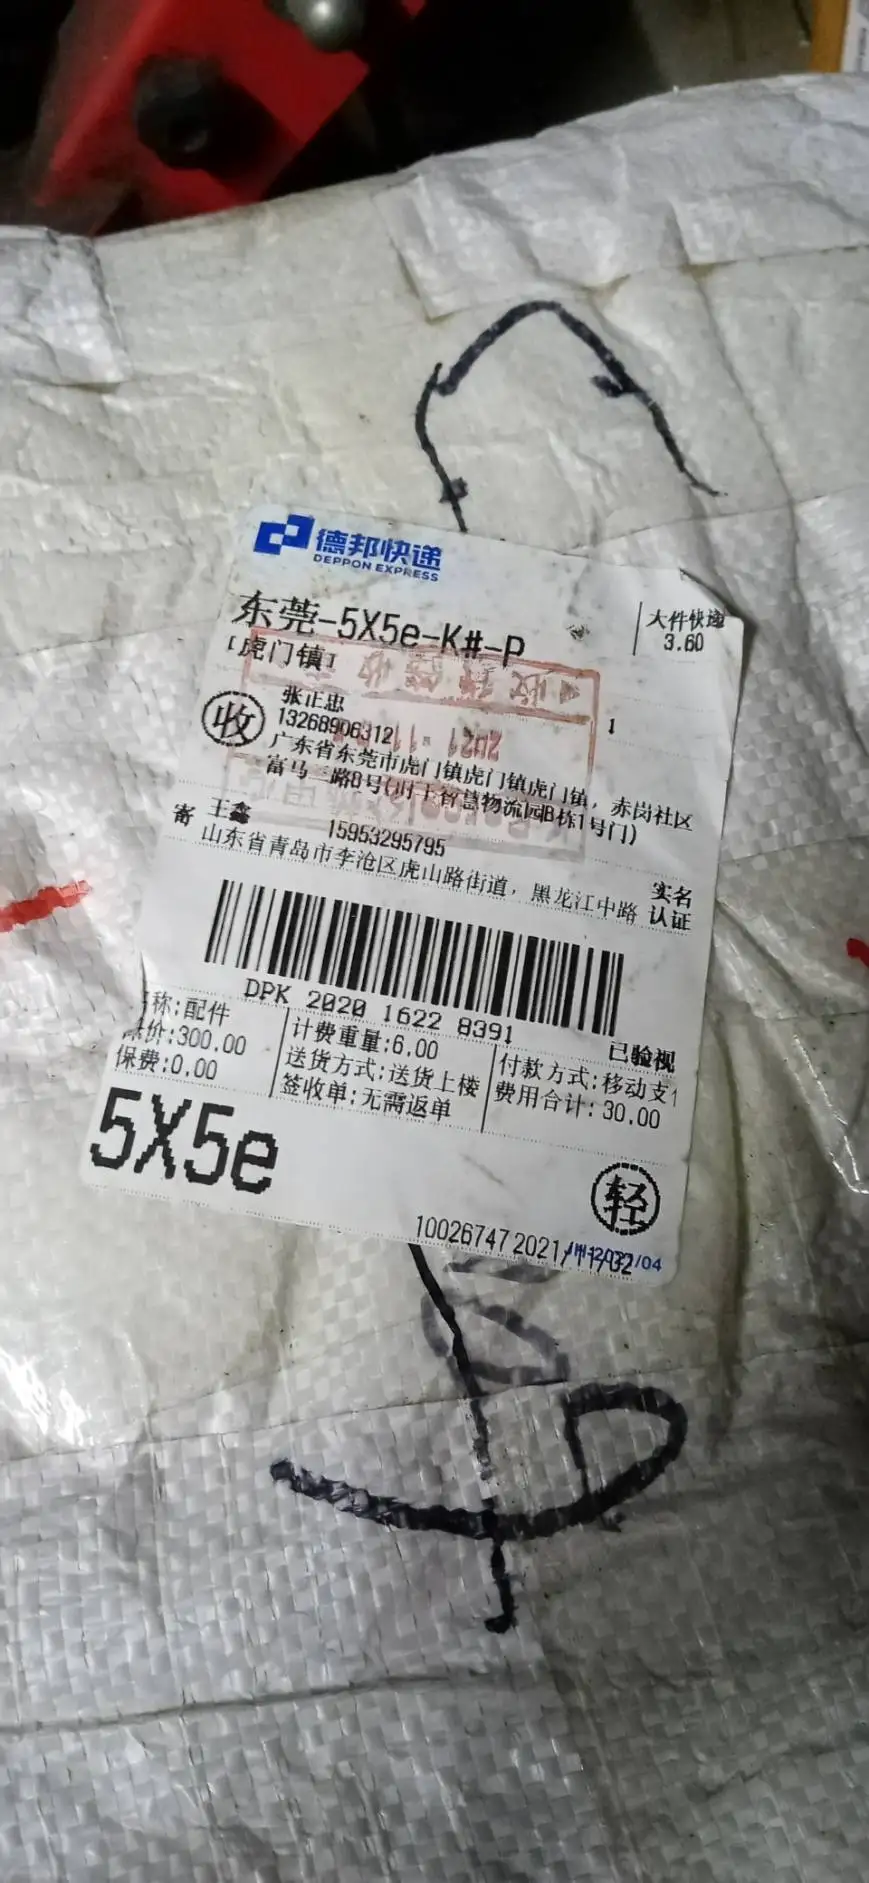 德邦快递
DEPPON EXPRESS
东莞-5X5e-K#-P
大件快递
3.60
[虎门镇]
1
收
张正忠
13268906312
广东省东莞市虎门镇虎门镇虎门镇，赤岗社区
富马三路8号(时丰智慧物流园B栋1号门)
寄
王鑫 15953295795
山东省青岛市李沧区虎山路街道，黑龙江中路
实名
认证
DPK 2020 1622 8391
已验视
称:配件
计费重量:6.00
付款方式:移动支
价:300.00
送货方式:送货上楼
费用合计:30.00
保费:0.00
签收单:无需返单
5X5e
轻
10026747 2021/11/02